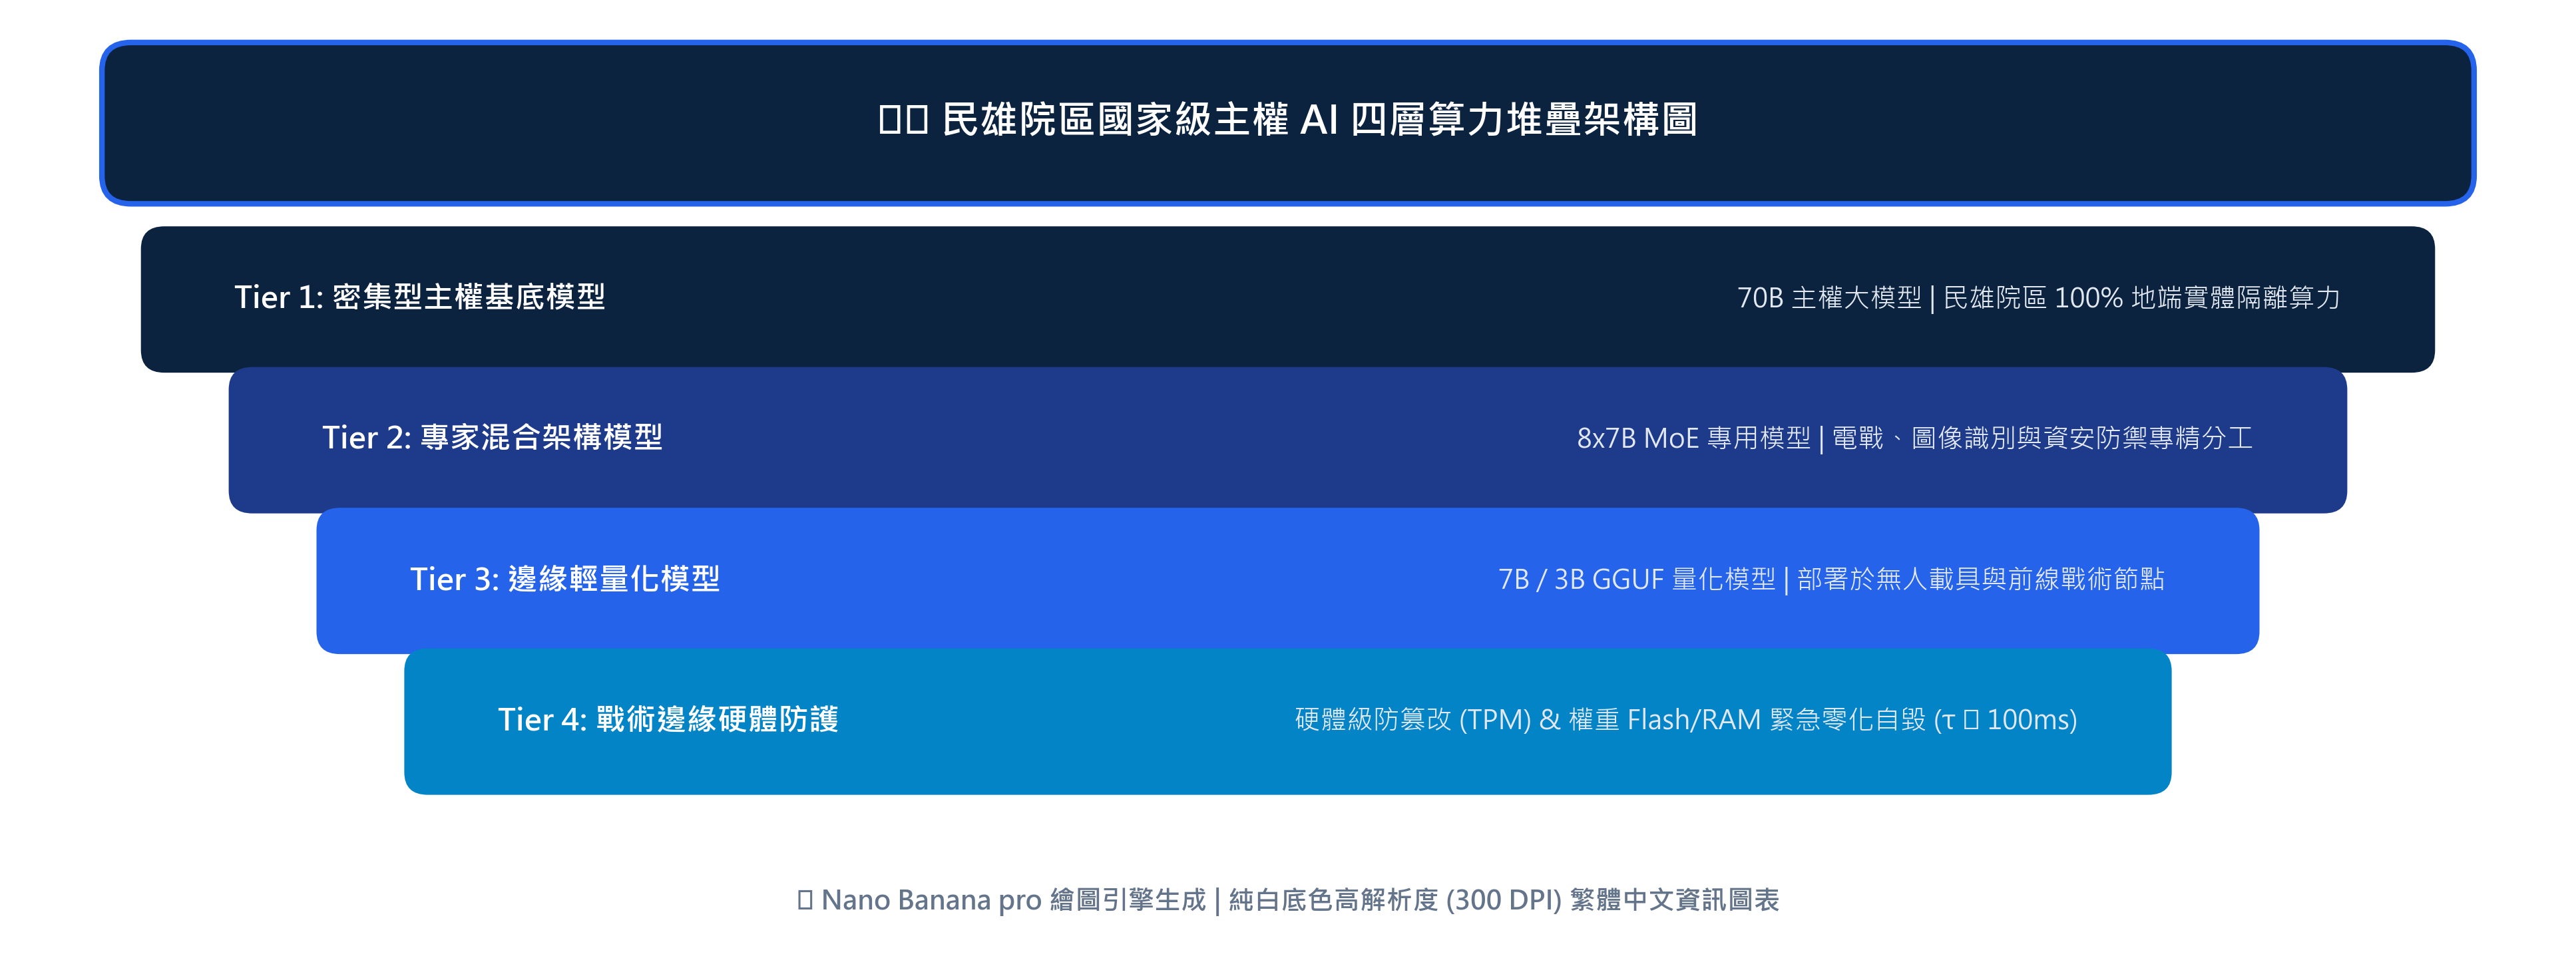 民雄院區國家級主權 AI 四層算力堆疊架構圖
Tier 1: 密集型主權基底模型
70B 主權大模型 | 民雄院區 100% 地端實體隔離算力
Tier 2: 專家混合架構模型
8x7B MoE 專用模型 | 電戰、圖像識別與資安防禦專精分工
Tier 3: 邊緣輕量化模型
7B / 3B GGUF 量化模型 | 部署於無人載具與前線戰術節點
Tier 4: 戰術邊緣硬體防護
硬體級防篡改 (TPM) & 權重 Flash/RAM 緊急零化自毀 (τ □ 100ms)
Nano Banana pro 繪圖引擎生成 | 純白底色高解析度 (300 DPI) 繁體中文資訊圖表